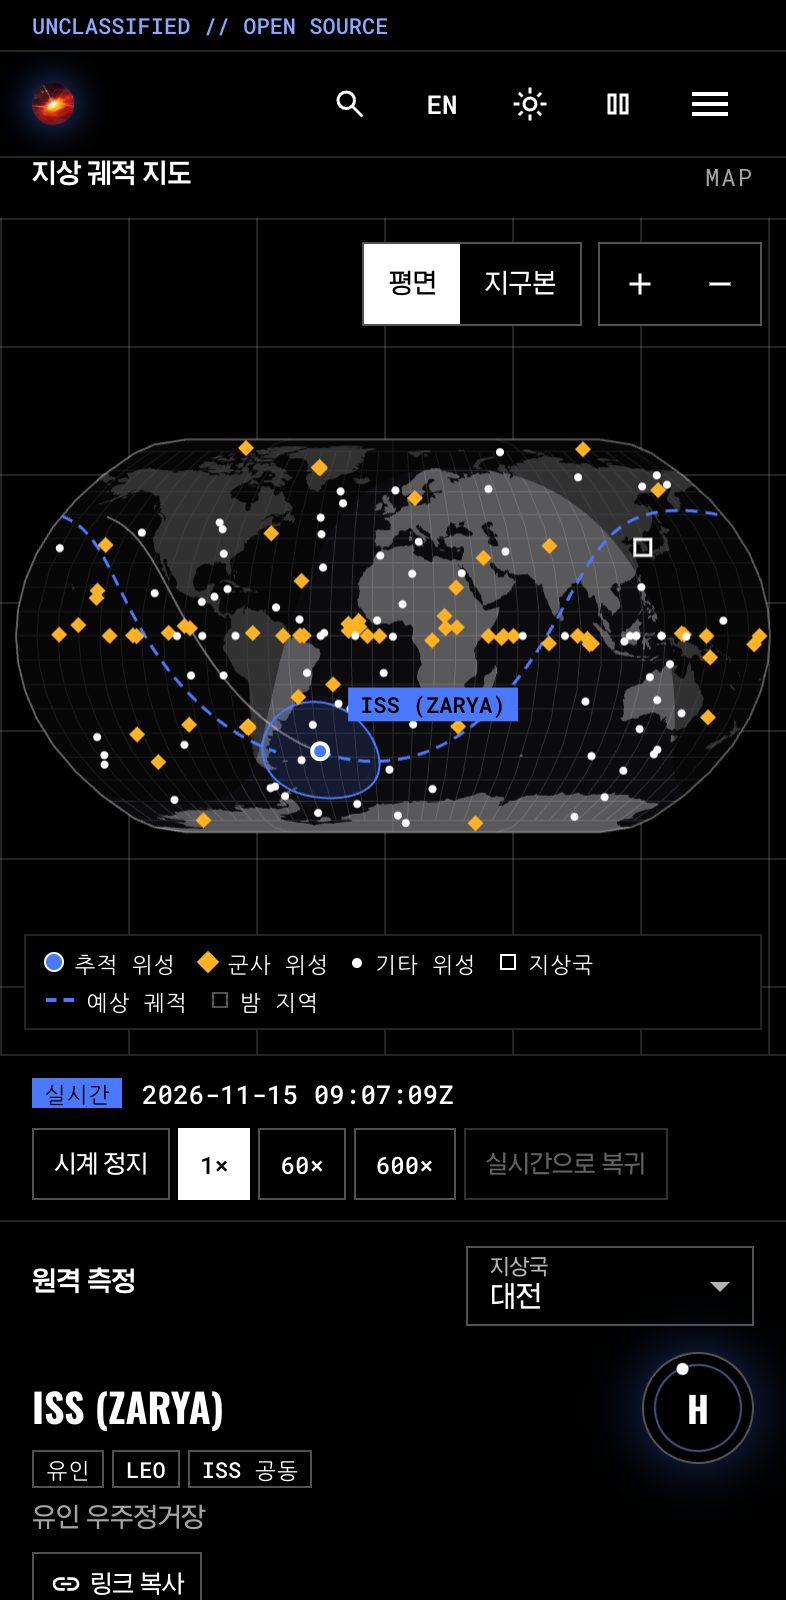 UNCLASSIFIED // OPEN SOURCE
EN
지상 궤적 지도
MAP
평면 지구본 + −
ISS (ZARYA)
추적 위성 군사 위성 기타 위성 지상국
예상 궤적 밤 지역
실시간 2026-11-15 09:07:09Z
시계 정지 1× 60× 600× 실시간으로 복귀
원격 측정
지상국
대전
ISS (ZARYA)
H
유인 LEO ISS 공동
유인 우주정거장
링크 복사